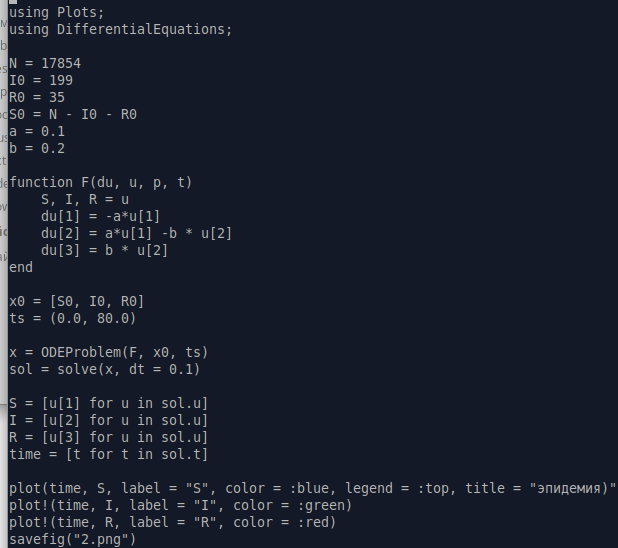 using Plots;
using DifferentialEquations;

N = 17854
I0 = 199
R0 = 35
S0 = N - I0 - R0
a = 0.1
b = 0.2

function F(du, u, p, t)
    S, I, R = u
    du[1] = -a*u[1]
    du[2] = a*u[1] -b * u[2]
    du[3] = b * u[2]
end

x0 = [S0, I0, R0]
ts = (0.0, 80.0)

x = ODEProblem(F, x0, ts)
sol = solve(x, dt = 0.1)

S = [u[1] for u in sol.u]
I = [u[2] for u in sol.u]
R = [u[3] for u in sol.u]
time = [t for t in sol.t]

plot(time, S, label = "S", color = :blue, legend = :top, title = "эпидемия)"
plot!(time, I, label = "I", color = :green)
plot!(time, R, label = "R", color = :red)
savefig("2.png")